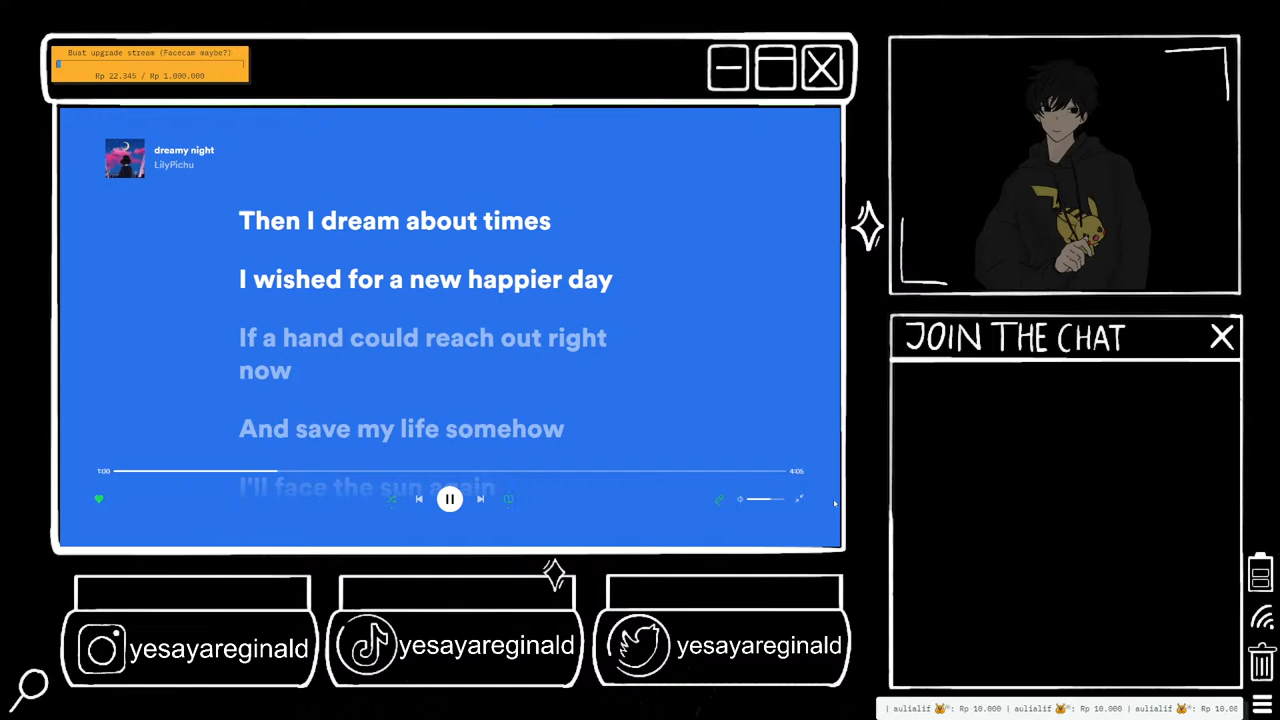 Buat upgrade stream (Facecam maybe?)
Rp 22.345 / Rp 1.000.000
dreamy night
LilyPichu
Then I dream about times
I wished for a new happier day
If a hand could reach out right
now
And save my life somehow
I'll face the sun again
1:00
4:05
JOIN THE CHAT
yesayareginald
yesayareginald
yesayareginald
| aulialif 🐹: Rp 10.000 | aulialif 🐹: Rp 10.000 | aulialif 🐹: Rp 10.00